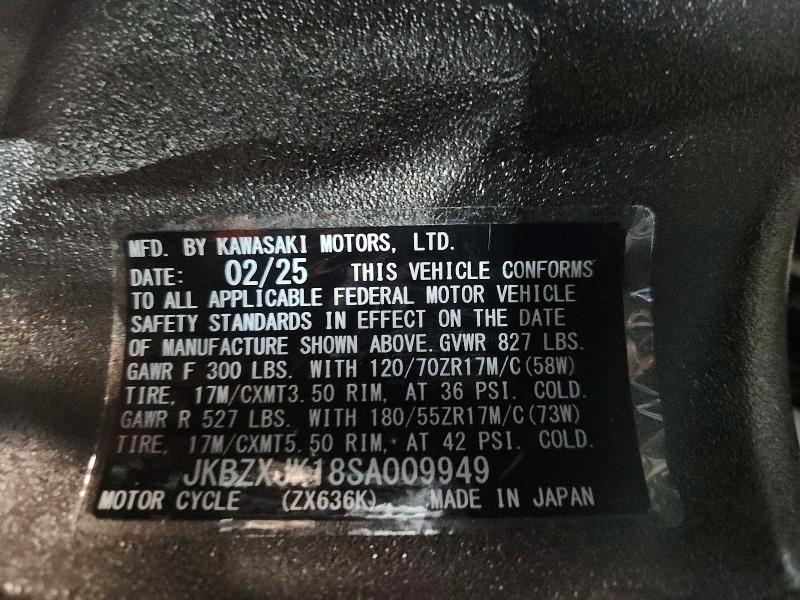 MFD. BY KAWASAKI MOTORS, LTD.
DATE: 02/25 THIS VEHICLE CONFORMS
TO ALL APPLICABLE FEDERAL MOTOR VEHICLE
SAFETY STANDARDS IN EFFECT ON THE DATE
OF MANUFACTURE SHOWN ABOVE. GVWR 827 LBS.
GAWR F 300 LBS. WITH 120/70ZR17M/C(58W)
TIRE, 17M/CXMT3.50 RIM, AT 36 PSI. COLD.
GAWR R 527 LBS. WITH 180/55ZR17M/C(73W)
TIRE, 17M/CXMT5.50 RIM, AT 42 PSI. COLD.
JKBZXJK18SA009949
MOTOR CYCLE (ZX636K) MADE IN JAPAN